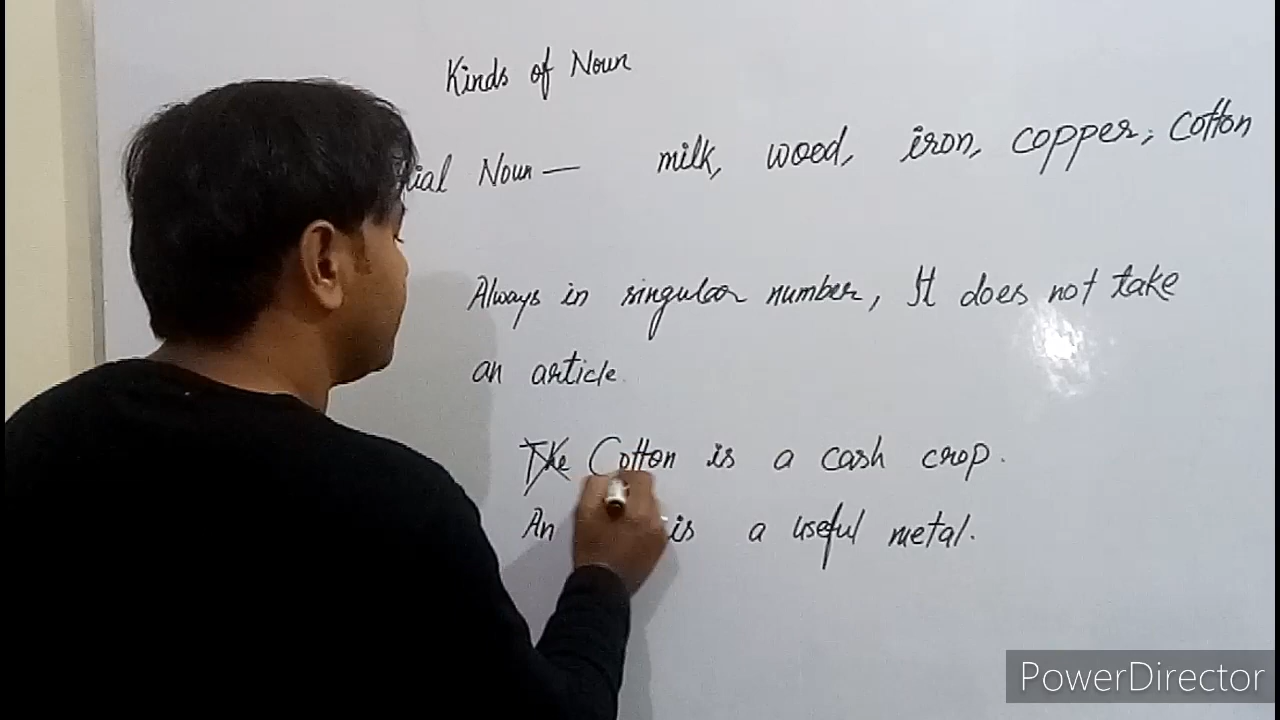 Kinds of Noun
ial Noun — milk, wood, iron, copper, Cotton
Always in singular number, It does not take
an article.
The Cotton is a cash crop.
An is a useful metal.
PowerDirector